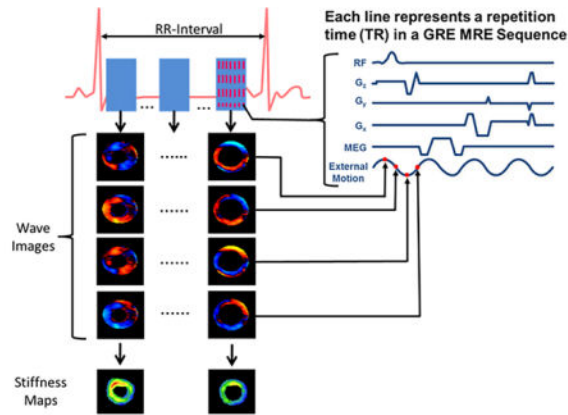 Each line represents a repetition
time (TR) in a GRE MRE Sequence
RR-Interval
RF
Gz
Gy
Gx
MEG
External
Motion
... ...
Wave
Images
......
......
......
......
Stiffness
Maps
......